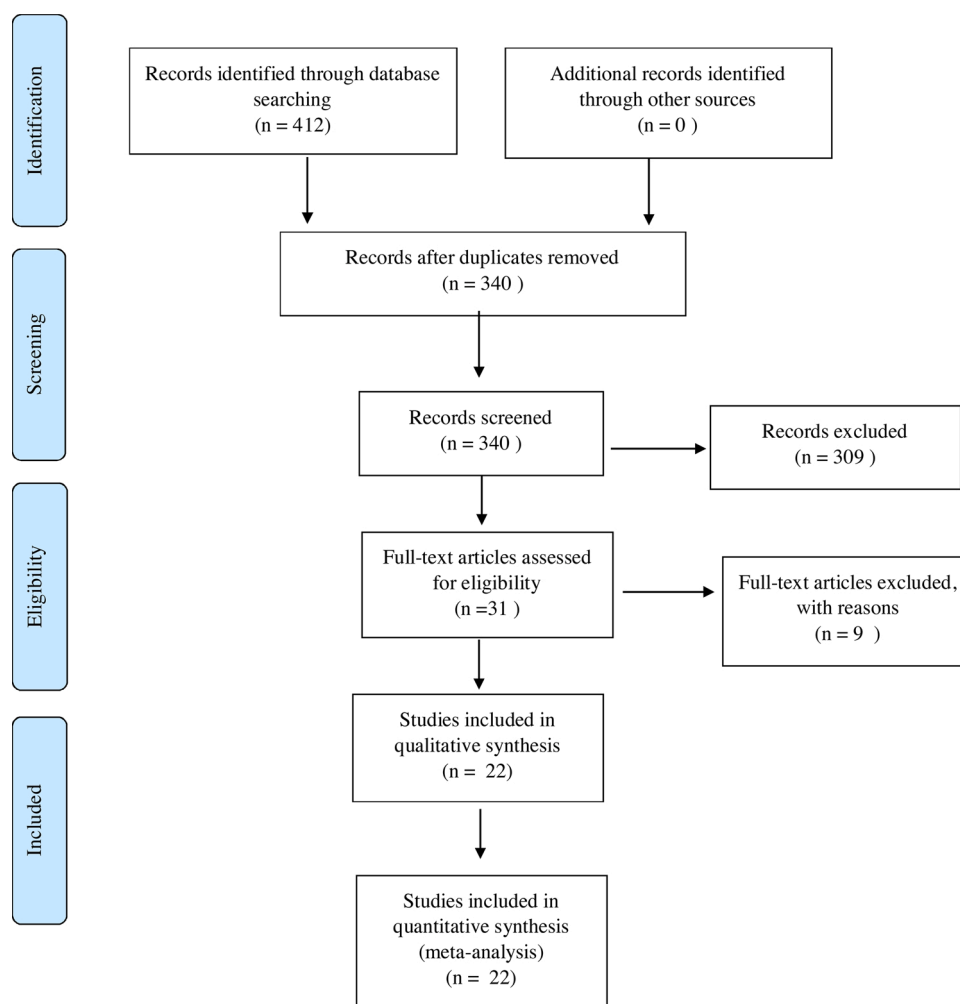 Identification
Records identified through database
searching
(n = 412)
Additional records identified
through other sources
(n = 0 )
Records after duplicates removed
(n = 340 )
Screening
Records screened
(n = 340 )
Records excluded
(n = 309 )
Eligibility
Full-text articles assessed
for eligibility
(n =31 )
Full-text articles excluded,
with reasons
(n = 9 )
Studies included in
qualitative synthesis
(n = 22)
Included
Studies included in
quantitative synthesis
(meta-analysis)
(n = 22)